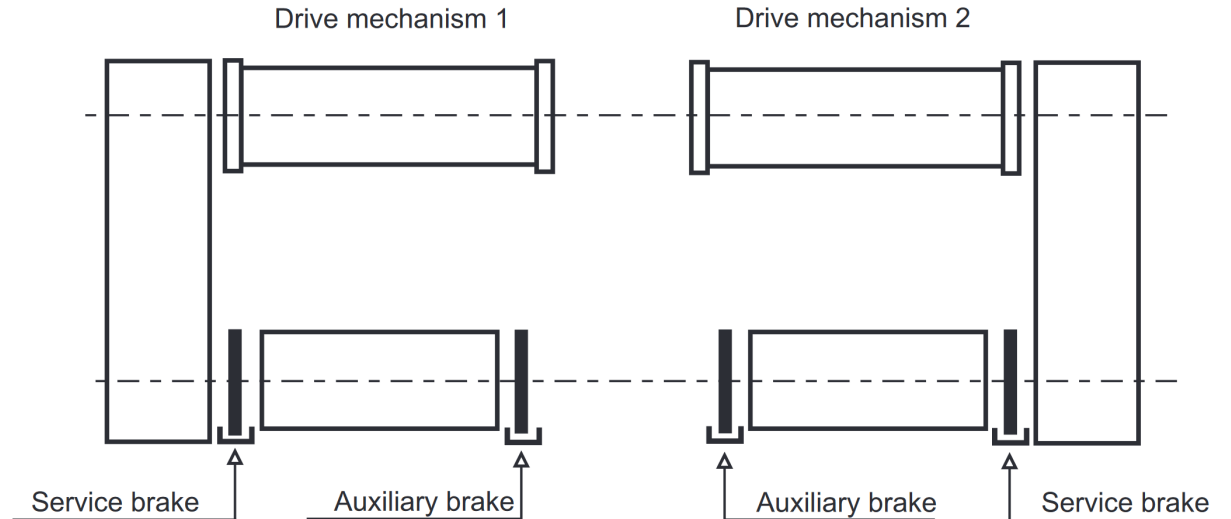 Drive mechanism 1
Drive mechanism 2
Service brake
Auxiliary brake
Auxiliary brake
Service brake